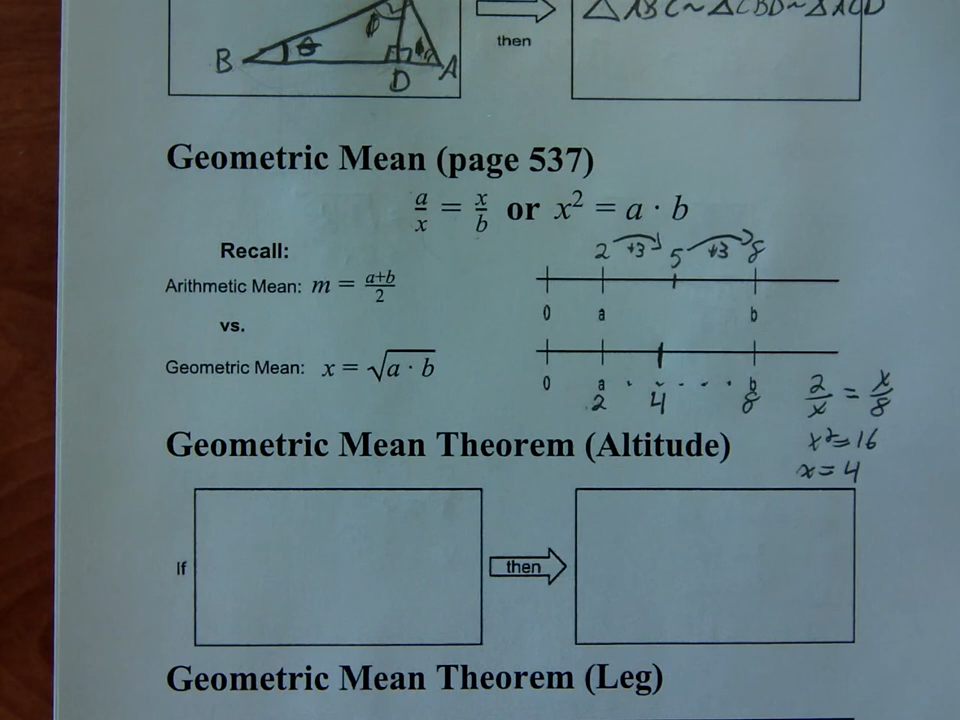 △ABC~△CBD~△ACD
B θ D A
then
Geometric Mean (page 537)
a/x = x/b or x² = a · b
Recall:
2 +3 5 +3 8
Arithmetic Mean: m = a+b/2
0 a b
vs.
Geometric Mean: x = √a · b
0 a b
2 4 8
2/x = x/8
x²=16
x=4
Geometric Mean Theorem (Altitude)
If then
Geometric Mean Theorem (Leg)